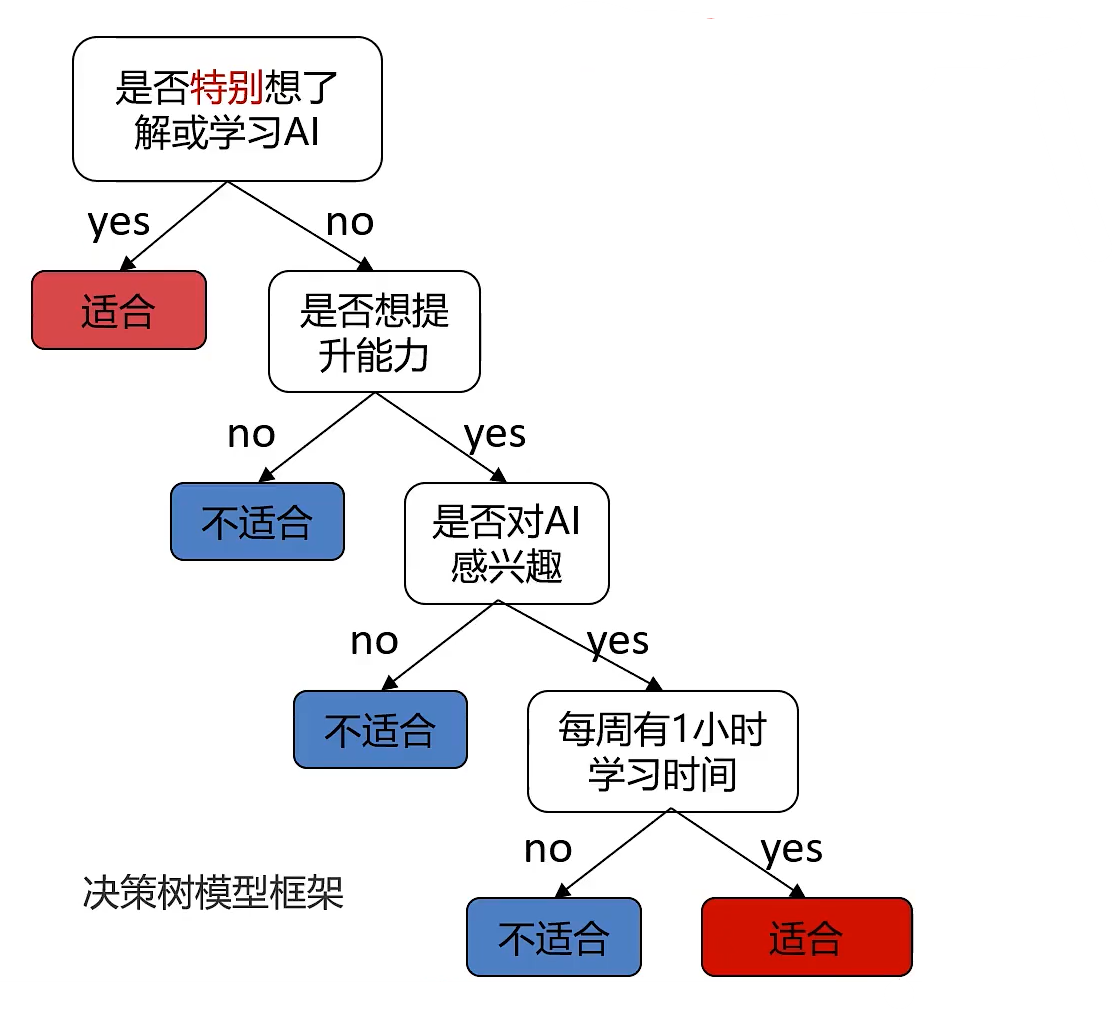 是否特别想了
解或学习AI
yes
no
适合
是否想提
升能力
no
yes
不适合
是否对AI
感兴趣
no
yes
不适合
每周有1小时
学习时间
no
yes
决策树模型框架
不适合
适合